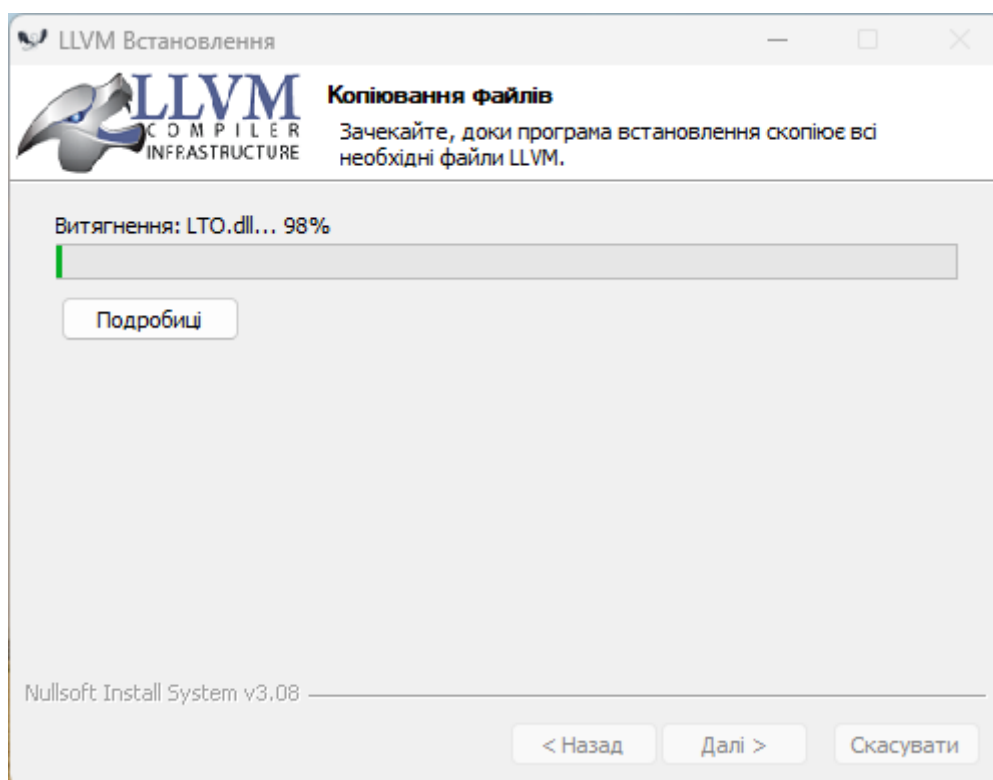 LLVM Встановлення
LLVM
COMPILER
INFRASTRUCTURE
Копіювання файлів
Зачекайте, доки програма встановлення скопіює всі
необхідні файли LLVM.
Витягнення: LTO.dll... 98%
Подробиці
Nullsoft Install System v3.08
< Назад
Далі >
Скасувати